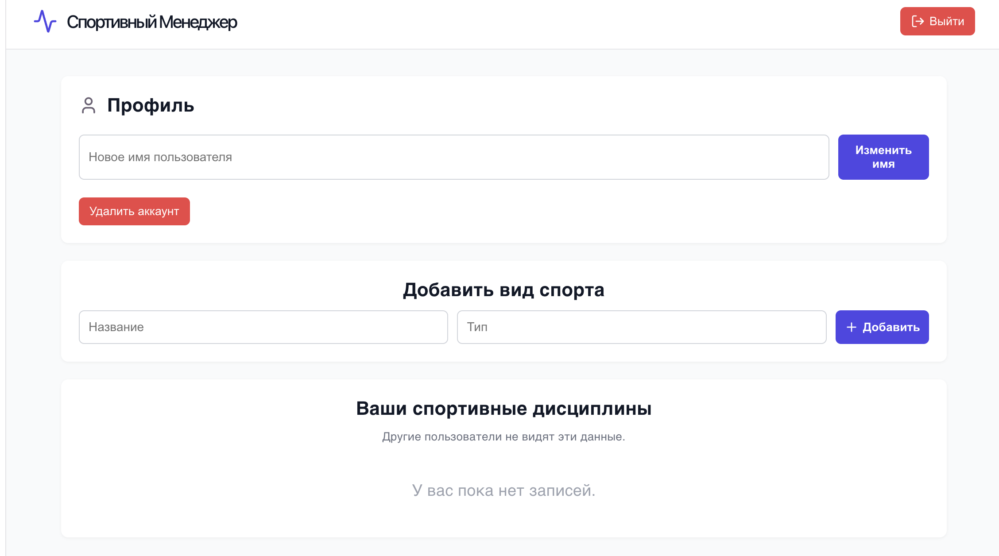 Спортивный Менеджер
Выйти
Профиль
Новое имя пользователя
Изменить
имя
Удалить аккаунт
Добавить вид спорта
Название
Тип
Добавить
Ваши спортивные дисциплины
Другие пользователи не видят эти данные.
У вас пока нет записей.